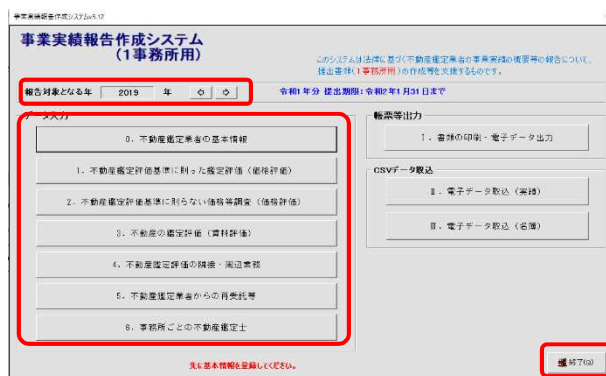 事業実績報告作成システムv3.12
事業実績報告作成システム
(1事務所用)
このシステムは法律に基づく不動産鑑定業者の事業実績の概要等の報告について、
提出書類(1事務所用)の作成等を支援するものです。
報告対象となる年 2019 年
令和1年分 提出期限：令和2年1月31日まで
データ入力
0．不動産鑑定業者の基本情報
1．不動産鑑定評価基準に則った鑑定評価（価格評価）
2．不動産鑑定評価基準に則らない価格等調査（価格評価）
3．不動産の鑑定評価（賃料評価）
4．不動産鑑定評価の隣接・周辺業務
5．不動産鑑定業者からの再受託等
6．事務所ごとの不動産鑑定士
先に基本情報を登録してください。
帳票等出力
Ⅰ．書類の印刷・電子データ出力
CSVデータ取込
Ⅱ．電子データ取込（実績）
Ⅲ．電子データ取込（名簿）
終了(Q)